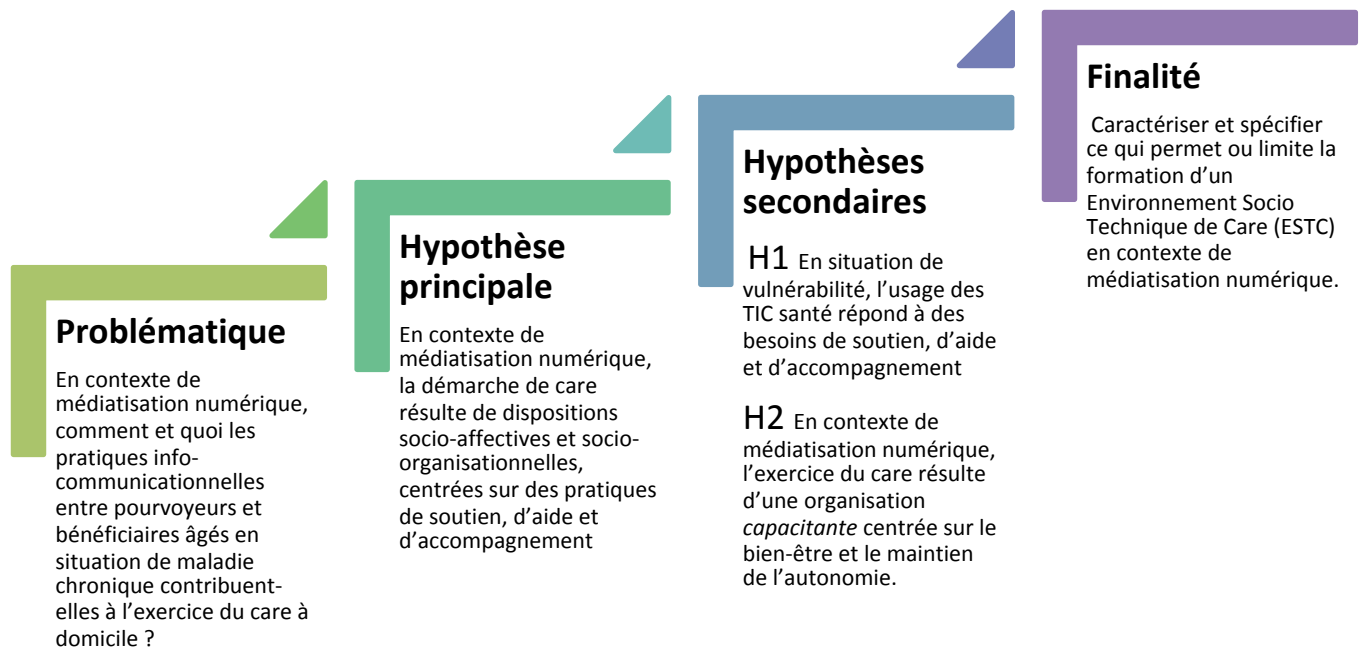 Problématique
En contexte de
médiatisation numérique,
comment et quoi les
pratiques info-
communicationnelles
entre pourvoyeurs et
bénéficiaires âgés en
situation de maladie
chronique contribuent-
elles à l'exercice du care à
domicile ?
Hypothèse
principale
En contexte de
médiatisation numérique,
la démarche de care
résulte de dispositions
socio-affectives et socio-
organisationnelles,
centrées sur des pratiques
de soutien, d'aide et
d'accompagnement
Hypothèses
secondaires
H1 En situation de
vulnérabilité, l'usage des
TIC santé répond à des
besoins de soutien, d'aide
et d'accompagnement
H2 En contexte de
médiatisation numérique,
l'exercice du care résulte
d'une organisation
capacitante centrée sur le
bien-être et le maintien
de l'autonomie.
Finalité
Caractériser et spécifier
ce qui permet ou limite la
formation d'un
Environnement Socio
Technique de Care (ESTC)
en contexte de
médiatisation numérique.